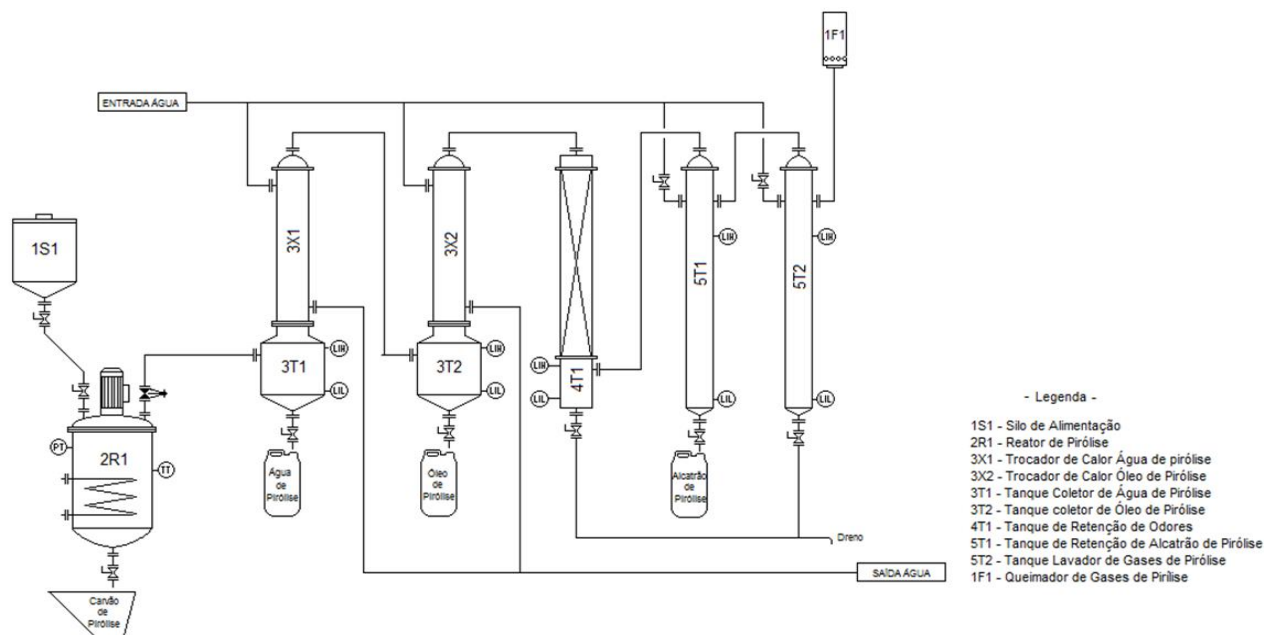 1F1
ENTRADA ÁGUA
3X1
3X2
5T1
5T2
1S1
LIH
LIH
3T1
3T2
LIH
LIH
LIH
4T1
LIL
LIL
LIL
LIL
LIL
2R1
PT
TT
Água
de
Pirólise
Óleo
de
Pirólise
Alcatrão
de
Pirólise
Dreno
SAÍDA ÁGUA
Carvão
de
Pirólise
- Legenda -
1S1 - Silo de Alimentação
2R1 - Reator de Pirólise
3X1 - Trocador de Calor Água de pirólise
3X2 - Trocador de Calor Óleo de Pirólise
3T1 - Tanque Coletor de Água de Pirólise
3T2 - Tanque coletor de Óleo de Pirólise
4T1 - Tanque de Retenção de Odores
5T1 - Tanque de Retenção de Alcatrão de Pirólise
5T2 - Tanque Lavador de Gases de Pirólise
1F1 - Queimador de Gases de Pirílise